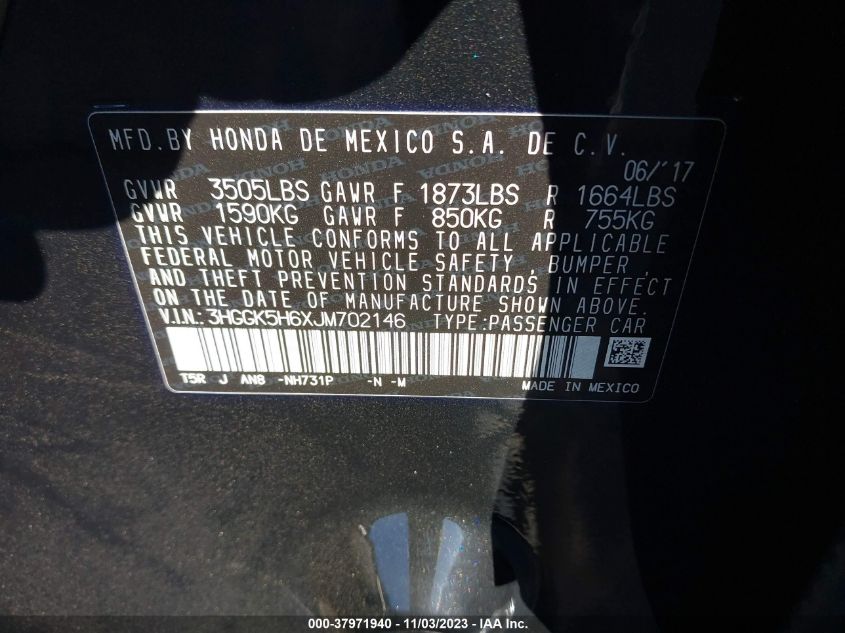 MFD.BY HONDA DE MEXICO S.A. DE C.V.
06/'17
GVWR 3505LBS GAWR F 1873LBS R 1664LBS
GVWR 1590KG GAWR F 850KG R 755KG
THIS VEHICLE CONFORMS TO ALL APPLICABLE
FEDERAL MOTOR VEHICLE SAFETY, BUMPER,
AND THEFT PREVENTION STANDARDS IN EFFECT
ON THE DATE OF MANUFACTURE SHOWN ABOVE.
V.I.N.: 3HGGK5H6XJM702146 TYPE:PASSENGER CAR
T5R J AN8 -NH731P -N -M MADE IN MEXICO
000-37971940 - 11/03/2023 - IAA Inc.